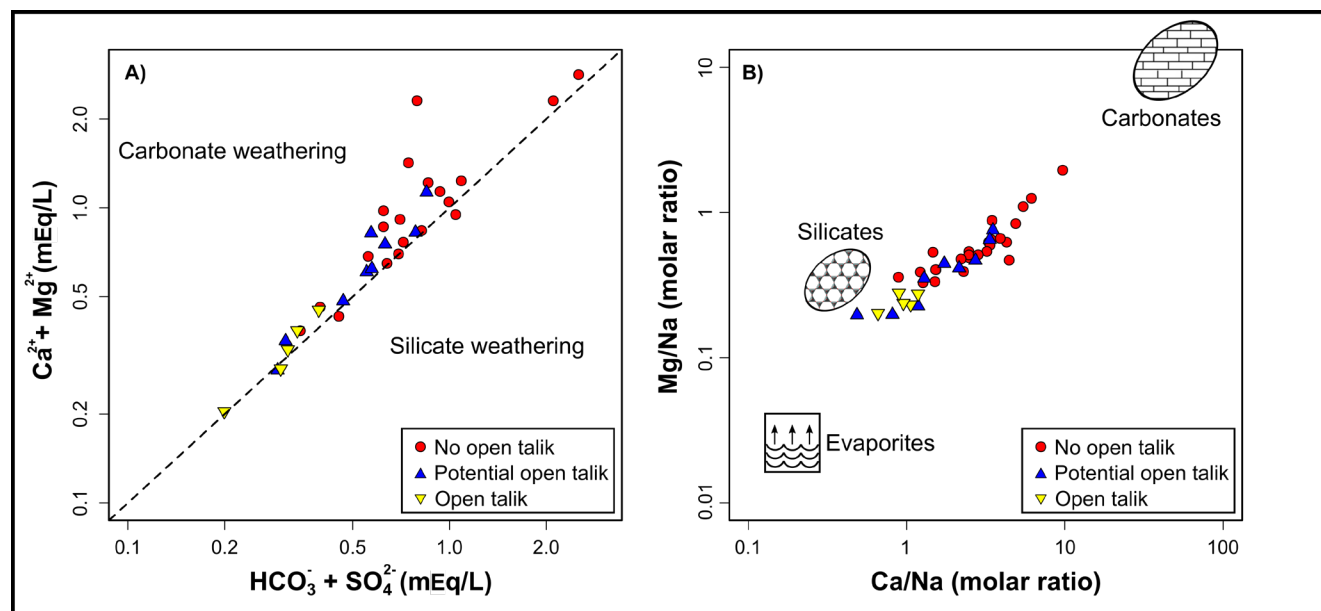 A)
Carbonate weathering
Silicate weathering
Ca²⁺ + Mg²⁺ (mEq/L)
2.0
1.0
0.5
0.2
0.1
No open talik
Potential open talik
Open talik
0.1 0.2 0.5 1.0 2.0
HCO₃⁻ + SO₄²⁻ (mEq/L)
B)
Carbonates
Silicates
Evaporites
Mg/Na (molar ratio)
10
1
0.1
0.01
No open talik
Potential open talik
Open talik
0.1 1 10 100
Ca/Na (molar ratio)